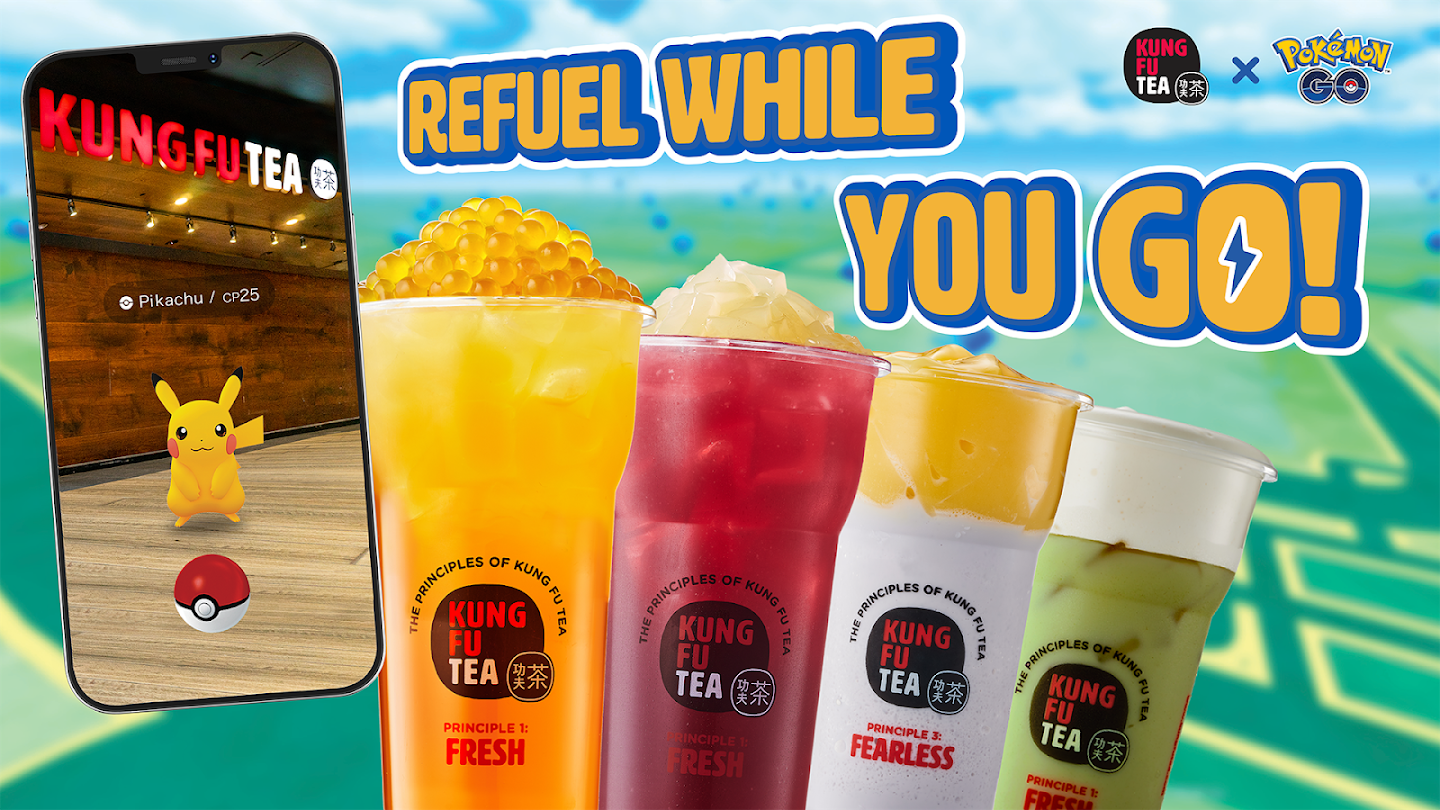 KUNG FU TEA 功夫茶
Pikachu / CP25
REFUEL WHILE
YOU GO!
KUNG
FU
TEA 功夫茶
×
POKÉMON
GO
THE PRINCIPLES OF KUNG FU TEA
KUNG
FU
TEA 功夫茶
PRINCIPLE 1:
FRESH
THE PRINCIPLES OF KUNG FU TEA
KUNG
FU
TEA 功夫茶
PRINCIPLE 1:
FRESH
THE PRINCIPLES OF KUNG FU TEA
KUNG
FU
TEA 功夫茶
PRINCIPLE 3:
FEARLESS
THE PRINCIPLES OF KUNG FU TEA
KUNG
FU
TEA 功夫茶
PRINCIPLE 1:
FRESH